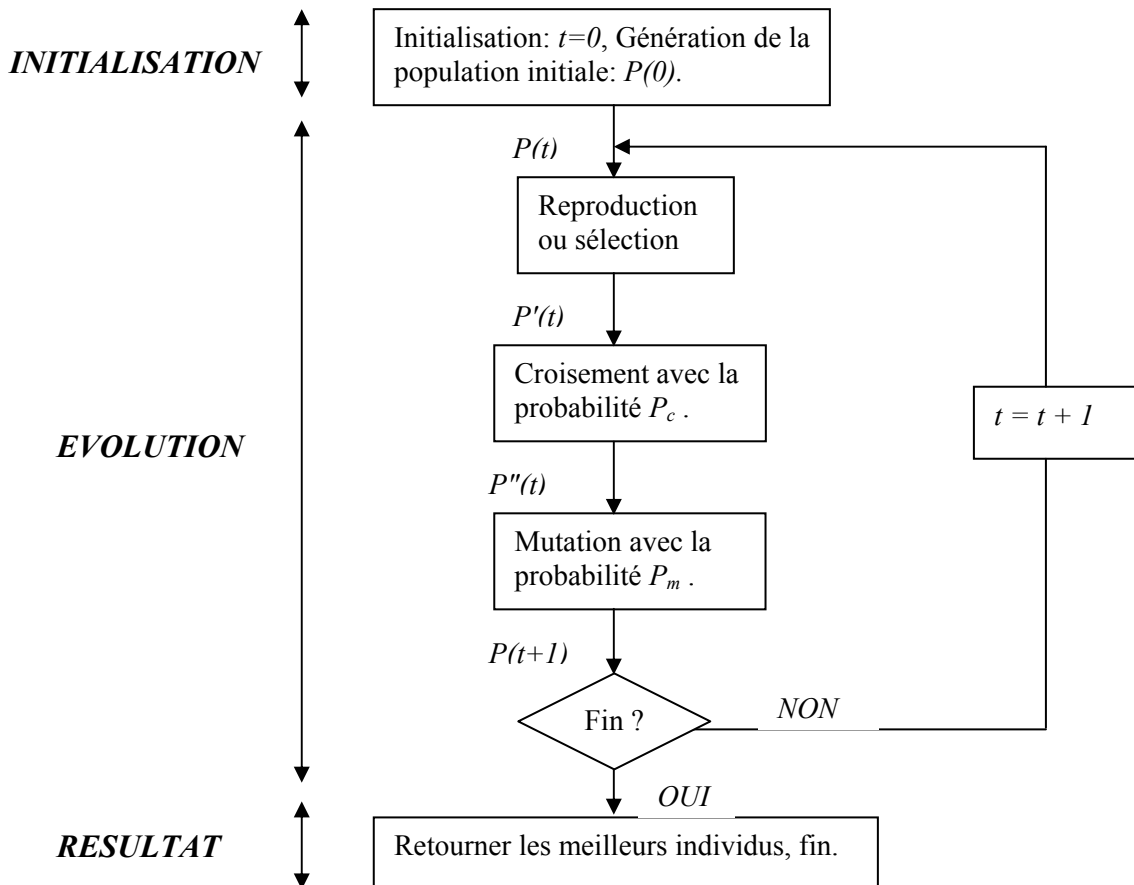 INITIALISATION
Initialisation: t=0, Génération de la
population initiale: P(0).
P(t)
Reproduction
ou sélection
P'(t)
Croisement avec la
probabilité Pc .
t = t + 1
EVOLUTION
P"(t)
Mutation avec la
probabilité Pm .
P(t+1)
Fin ?
NON
OUI
RESULTAT
Retourner les meilleurs individus, fin.